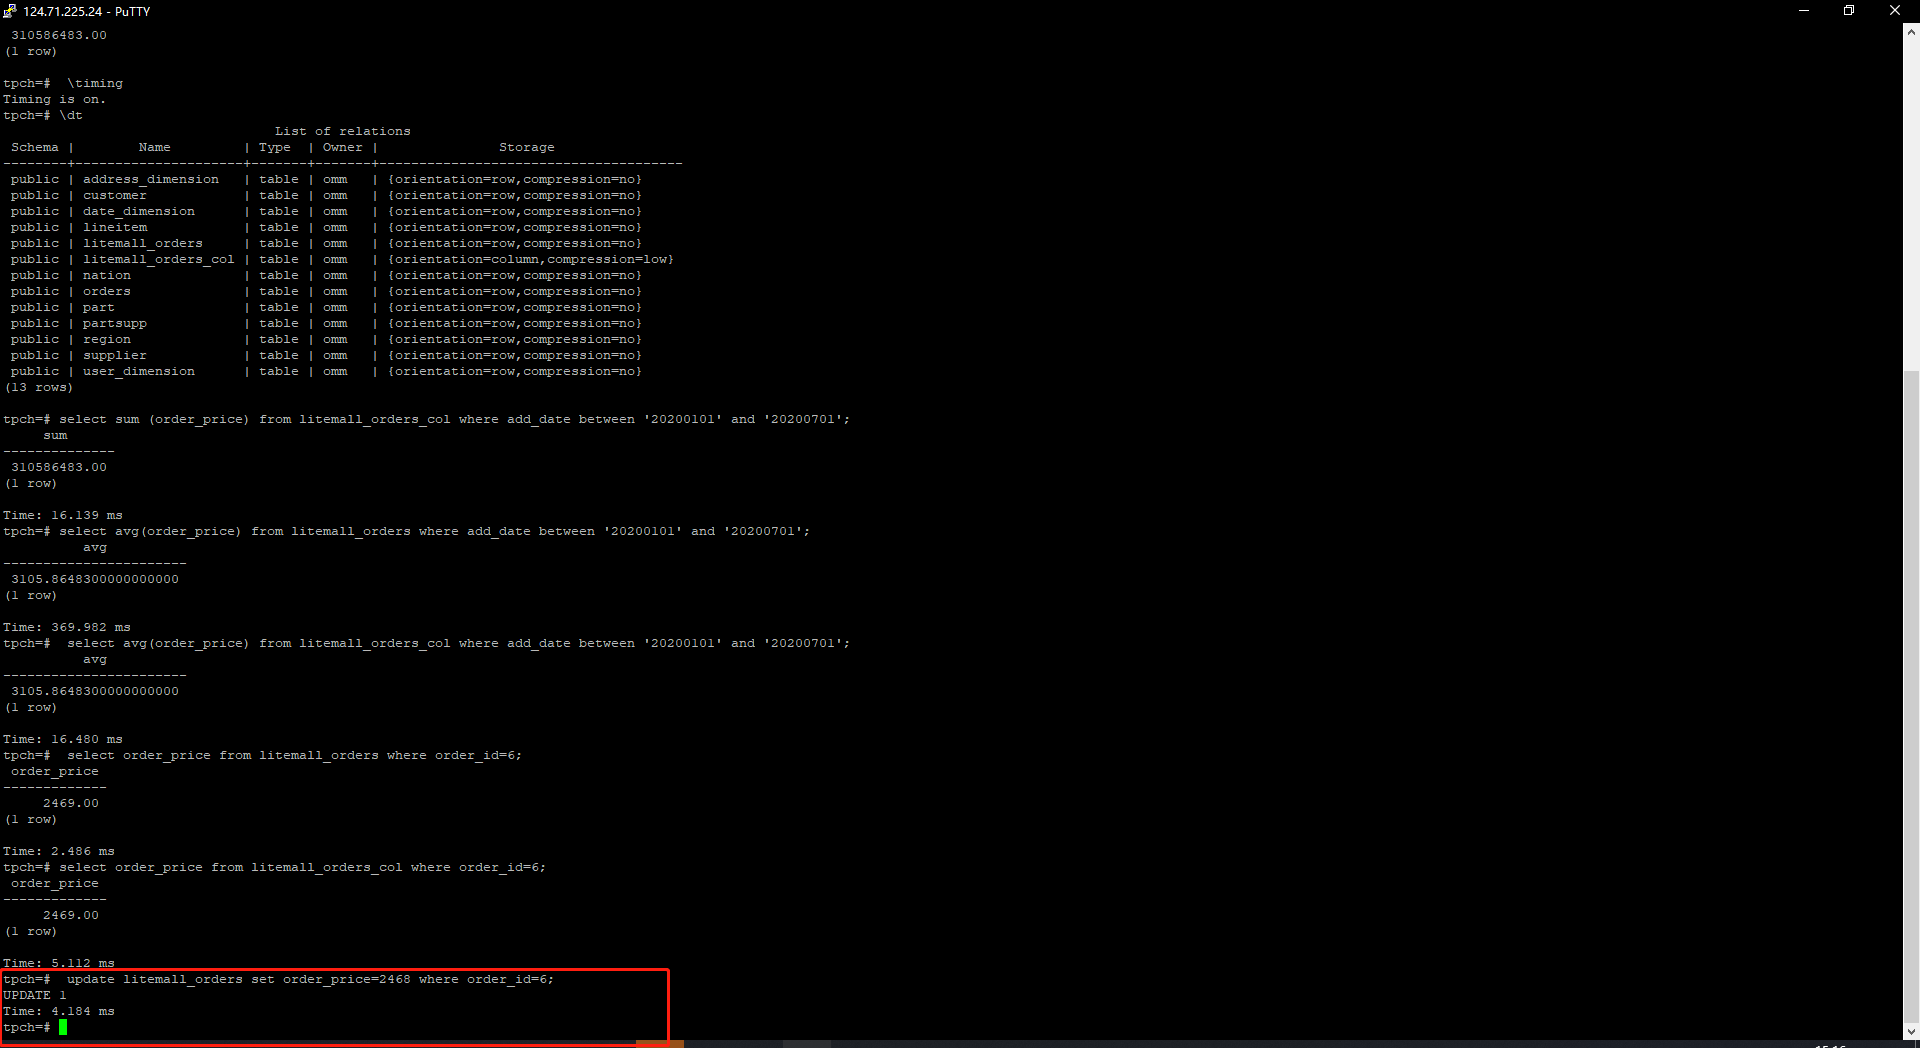 124.71.225.24 - PuTTY
310586483.00
(1 row)
tpch=#  \timing
Timing is on.
tpch=# \dt
List of relations
Schema |        Name         | Type  | Owner |               Storage
--------+---------------------+-------+-------+--------------------------------------
public | address_dimension   | table | omm   | {orientation=row,compression=no}
public | customer            | table | omm   | {orientation=row,compression=no}
public | date_dimension      | table | omm   | {orientation=row,compression=no}
public | lineitem            | table | omm   | {orientation=row,compression=no}
public | litemall_orders     | table | omm   | {orientation=row,compression=no}
public | litemall_orders_col | table | omm   | {orientation=column,compression=low}
public | nation              | table | omm   | {orientation=row,compression=no}
public | orders              | table | omm   | {orientation=row,compression=no}
public | part                | table | omm   | {orientation=row,compression=no}
public | partsupp            | table | omm   | {orientation=row,compression=no}
public | region              | table | omm   | {orientation=row,compression=no}
public | supplier            | table | omm   | {orientation=row,compression=no}
public | user_dimension      | table | omm   | {orientation=row,compression=no}
(13 rows)
tpch=# select sum (order_price) from litemall_orders_col where add_date between '20200101' and '20200701';
sum
--------------
310586483.00
(1 row)
Time: 16.139 ms
tpch=# select avg(order_price) from litemall_orders where add_date between '20200101' and '20200701';
avg
-----------------------
3105.8648300000000000
(1 row)
Time: 369.982 ms
tpch=#  select avg(order_price) from litemall_orders_col where add_date between '20200101' and '20200701';
avg
-----------------------
3105.8648300000000000
(1 row)
Time: 16.480 ms
tpch=#  select order_price from litemall_orders where order_id=6;
order_price
-------------
2469.00
(1 row)
Time: 2.486 ms
tpch=# select order_price from litemall_orders_col where order_id=6;
order_price
-------------
2469.00
(1 row)
Time: 5.112 ms
tpch=#  update litemall_orders set order_price=2468 where order_id=6;
UPDATE 1
Time: 4.184 ms
tpch=#